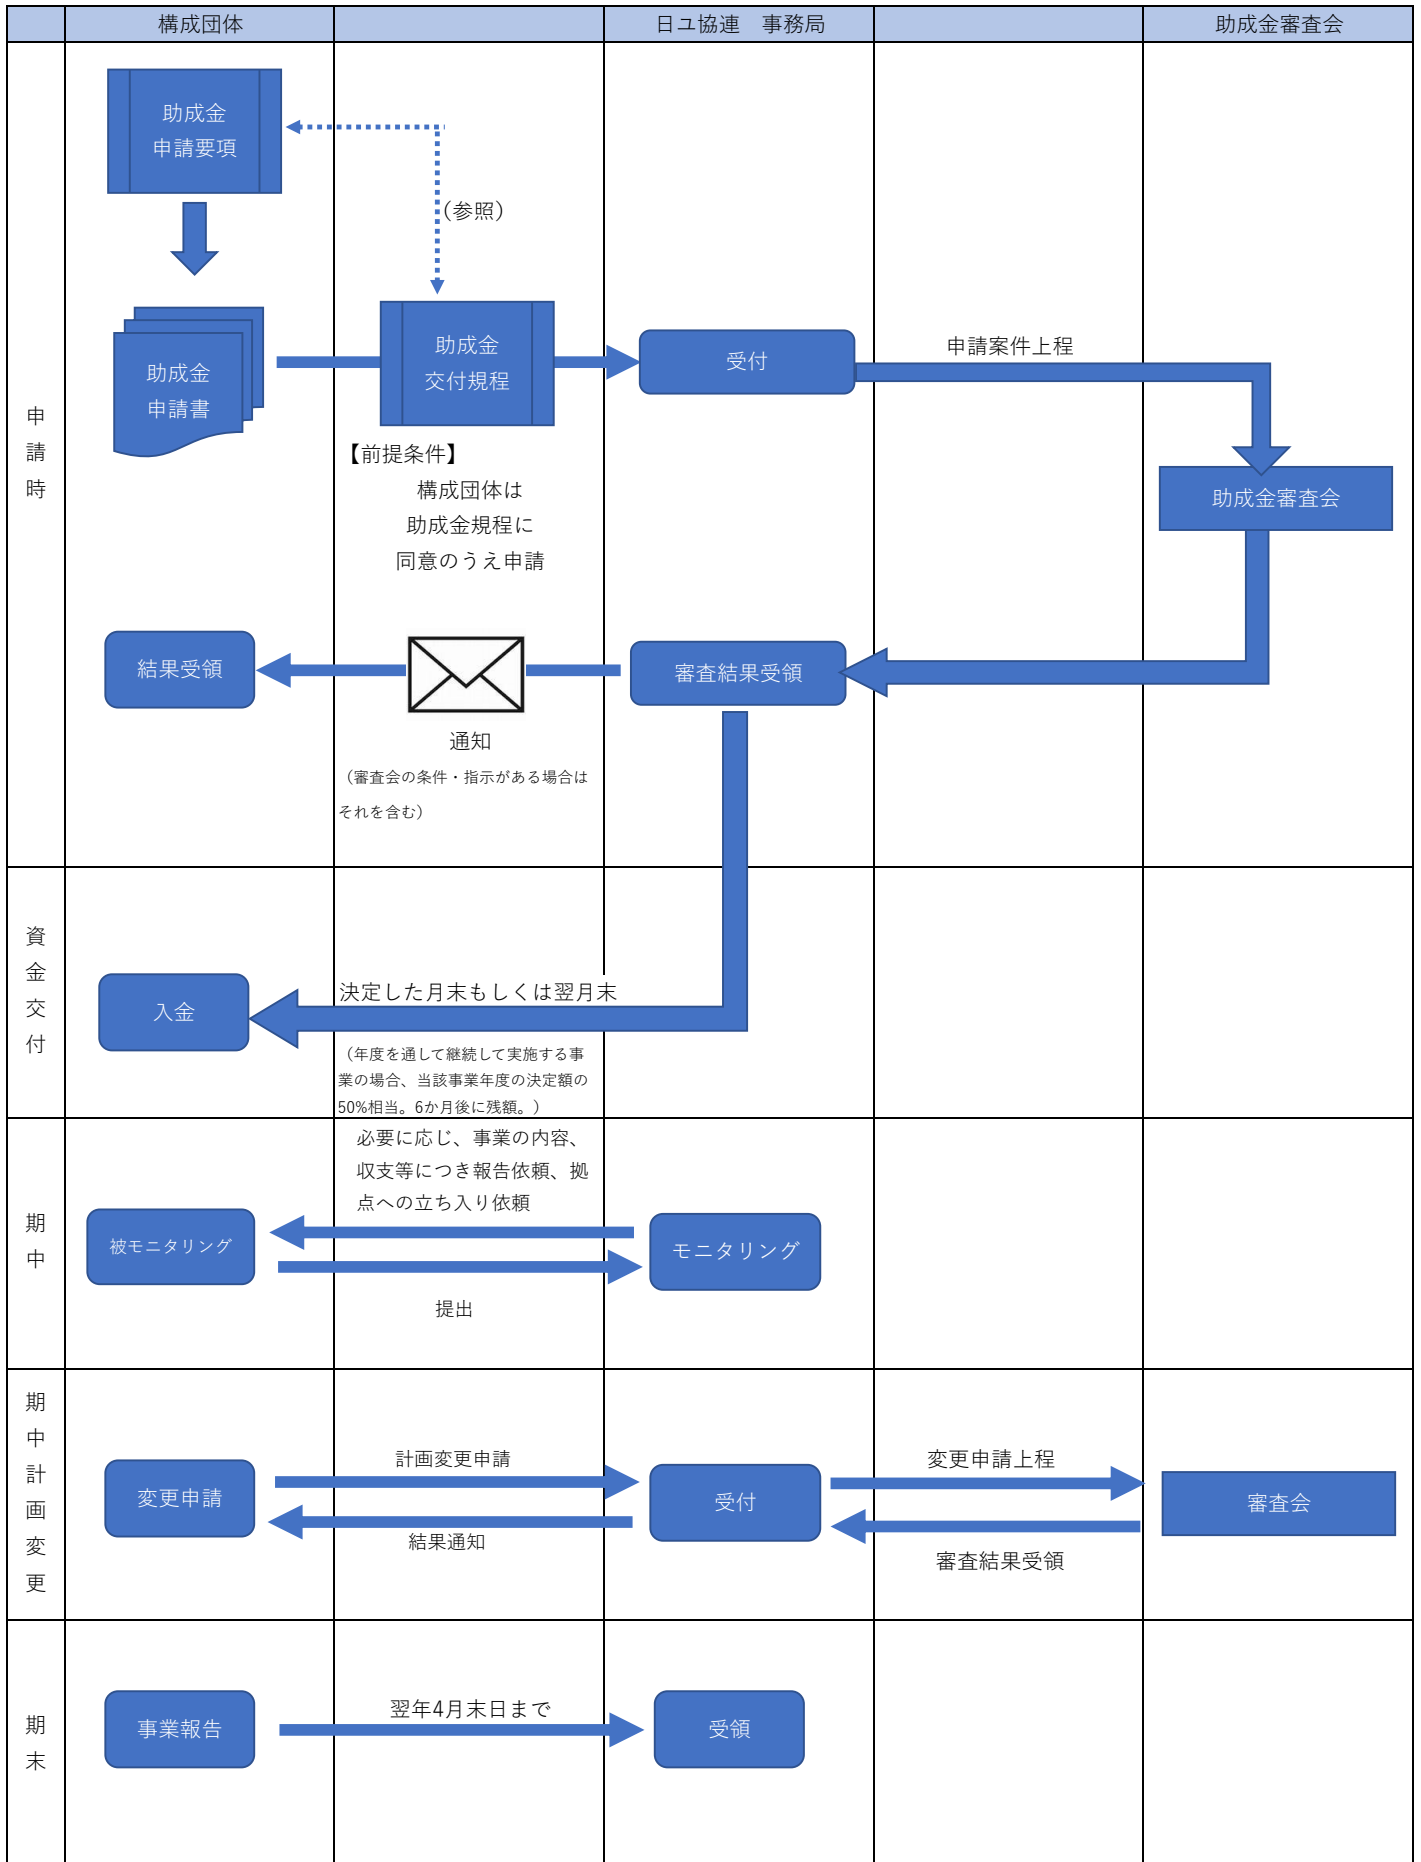 構成団体
日ユ協連　事務局
助成金審査会
申請時
助成金
申請要項
（参照）
助成金
申請書
助成金
交付規程
受付
申請案件上程
【前提条件】
構成団体は
助成金規程に
同意のうえ申請
助成金審査会
結果受領
審査結果受領
通知
（審査会の条件・指示がある場合は
それを含む）
資金交付
入金
決定した月末もしくは翌月末
（年度を通して継続して実施する事
業の場合、当該事業年度の決定額の
50%相当。6か月後に残額。）
期中
必要に応じ、事業の内容、
収支等につき報告依頼、拠
点への立ち入り依頼
被モニタリング
モニタリング
提出
期中計画変更
変更申請
計画変更申請
結果通知
受付
変更申請上程
審査結果受領
審査会
期末
事業報告
翌年4月末日まで
受領